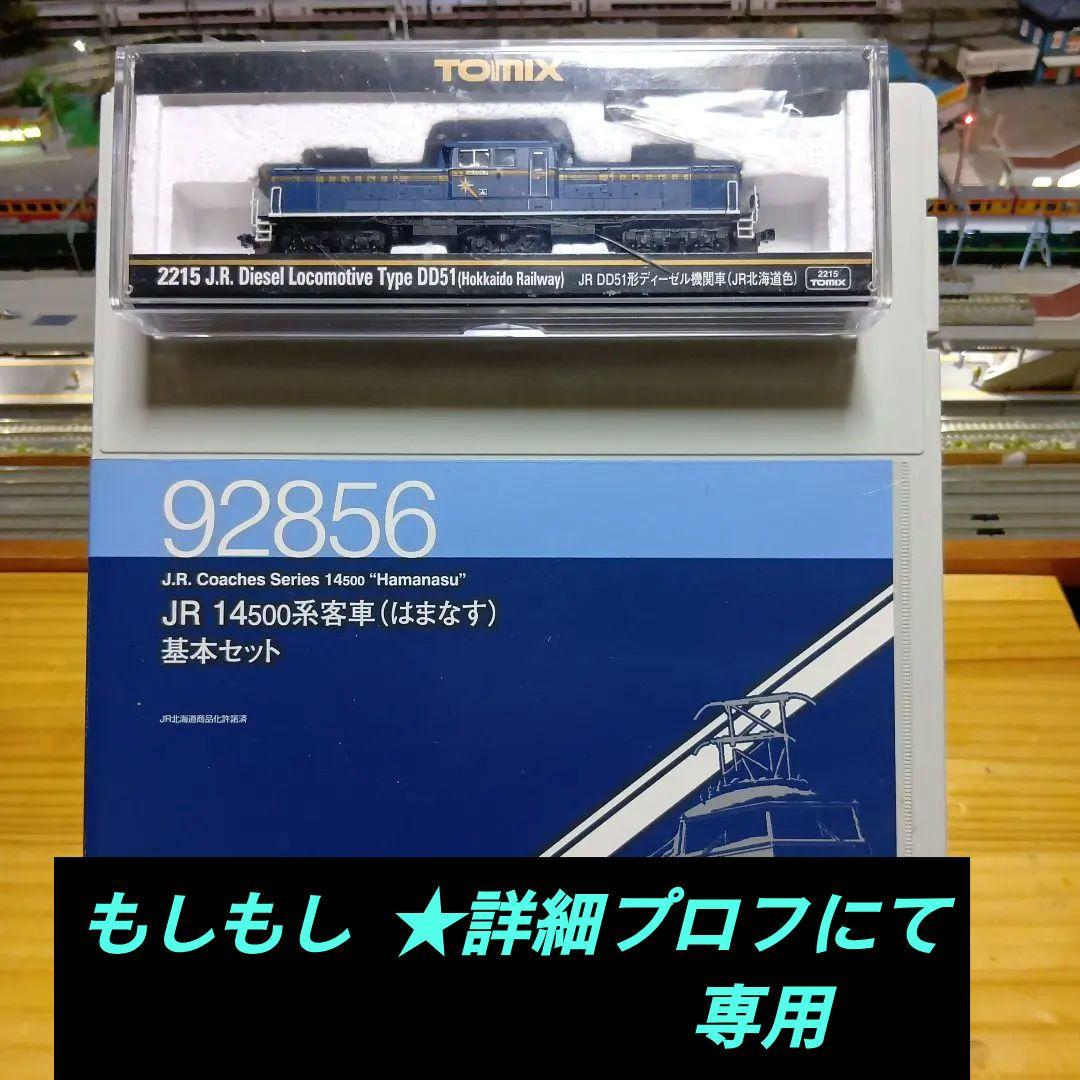 TOMIX
2215 J.R. Diesel Locomotive Type DD51(Hokkaido Railway) JR DD51形ディーゼル機関車(JR北海道色) 2215 TOMIX
92856
J.R. Coaches Series 14500 “Hamanasu”
JR 14500系客車(はまなす)
基本セット
JR北海道商品化許諾済
もしもし ★詳細プロフにて
専用